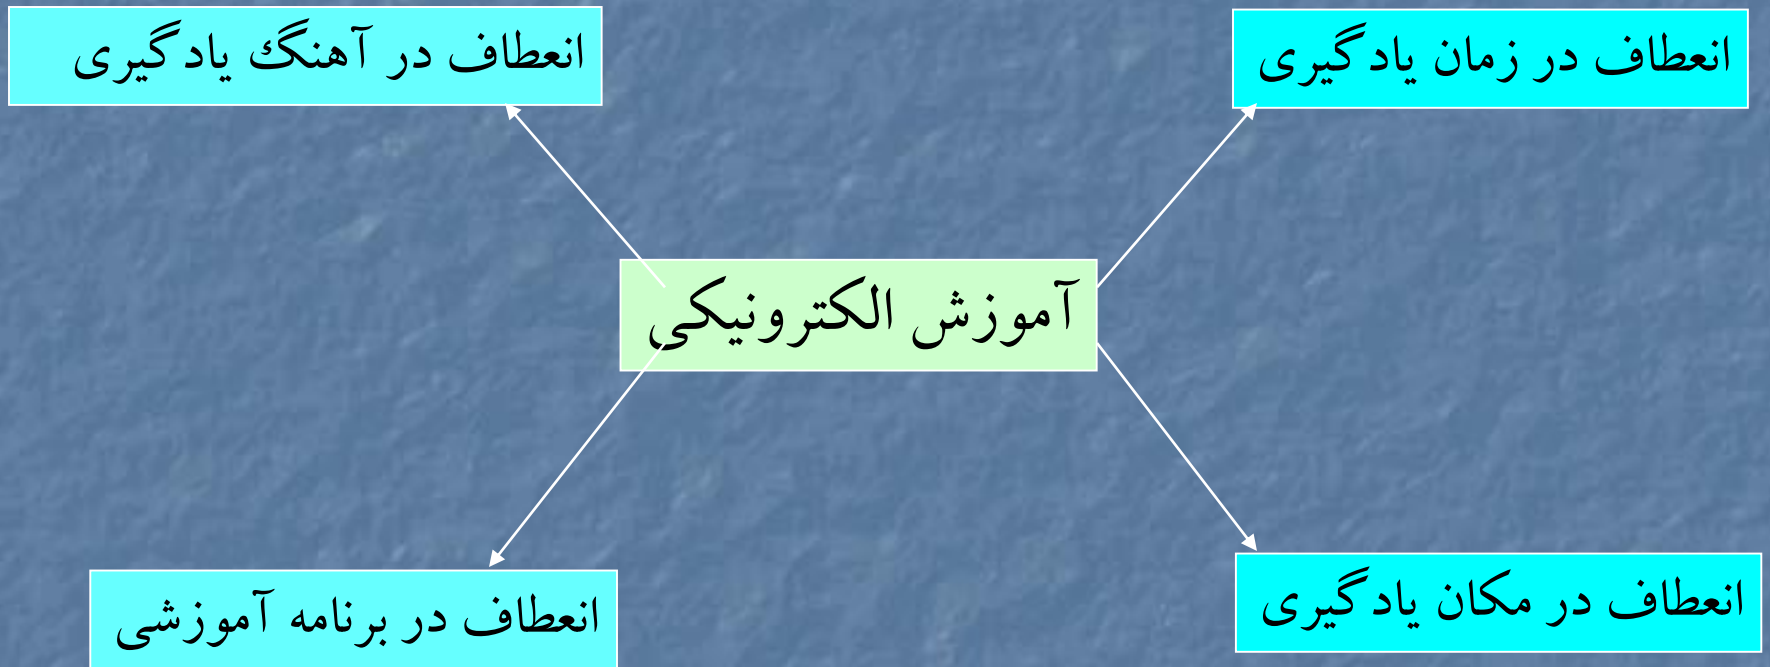 انعطاف در زمان یادگیری
انعطاف در آهنگ یادگیری
آموزش الکترونیکی
انعطاف در مکان یادگیری
انعطاف در برنامه آموزشی